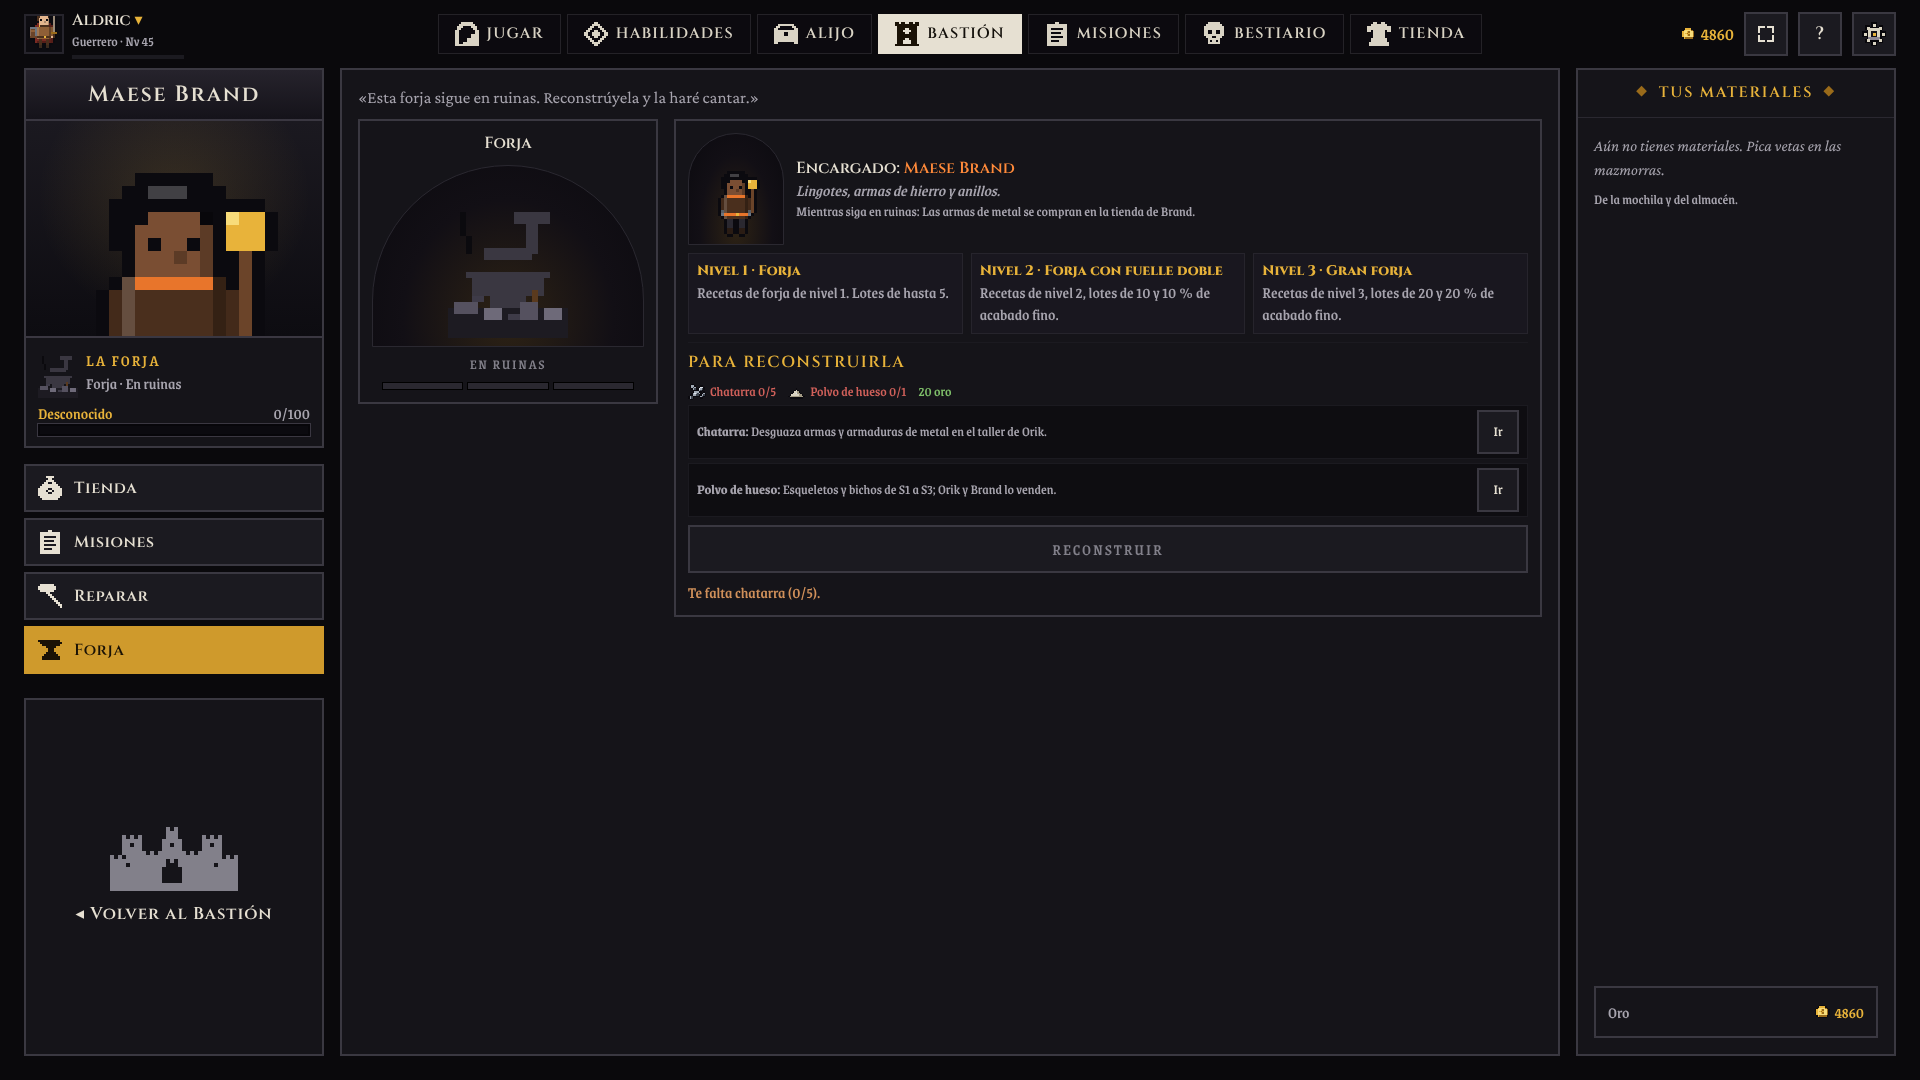 Aldric ▼
Guerrero · Nv 45
JUGAR
HABILIDADES
ALIJO
BASTIÓN
MISIONES
BESTIARIO
TIENDA
4860
?
Maese Brand
LA FORJA
Forja · En ruinas
Desconocido 0/100
Tienda
Misiones
Reparar
Forja
◂ Volver al Bastión
«Esta forja sigue en ruinas. Reconstrúyela y la haré cantar.»
Forja
EN RUINAS
Encargado: Maese Brand
Lingotes, armas de hierro y anillos.
Mientras siga en ruinas: Las armas de metal se compran en la tienda de Brand.
Nivel 1 · Forja
Recetas de forja de nivel 1. Lotes de hasta 5.
Nivel 2 · Forja con fuelle doble
Recetas de nivel 2, lotes de 10 y 10 % de
acabado fino.
Nivel 3 · Gran forja
Recetas de nivel 3, lotes de 20 y 20 % de
acabado fino.
PARA RECONSTRUIRLA
Chatarra 0/5 Polvo de hueso 0/1 20 oro
Chatarra: Desguaza armas y armaduras de metal en el taller de Orik.
Ir
Polvo de hueso: Esqueletos y bichos de S1 a S3; Orik y Brand lo venden.
Ir
RECONSTRUIR
Te falta chatarra (0/5).
◆ TUS MATERIALES ◆
Aún no tienes materiales. Pica vetas en las
mazmorras.
De la mochila y del almacén.
Oro 4860